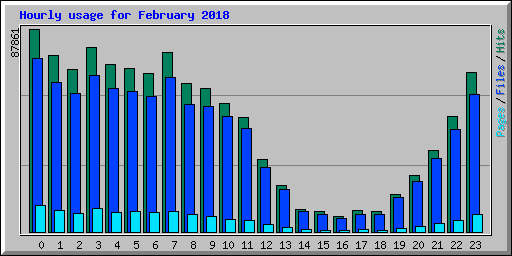 Hourly usage for February 2018
87861
Pages/Files/Hits
0 1 2 3 4 5 6 7 8 9 10 11 12 13 14 15 16 17 18 19 20 21 22 23